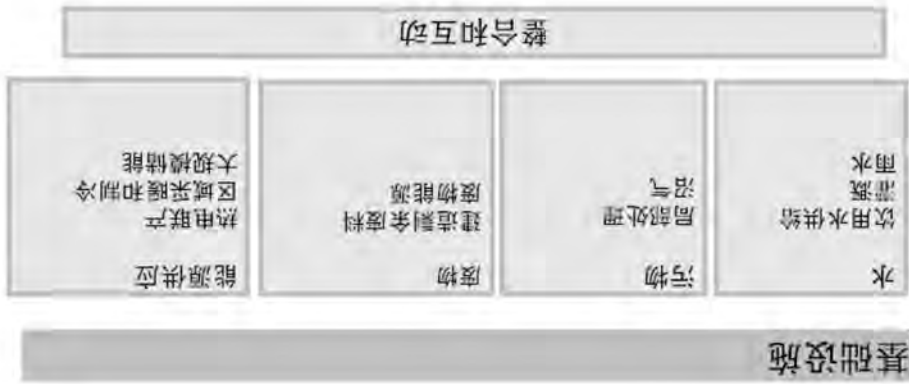 基础设施
水
饮用水供给
灌溉
雨水
污物
局部处理
沼气
废物
建造剩余废料
废物能源
能源供应
热电联产
区域采暖和制冷
大规模储能
整合和互动